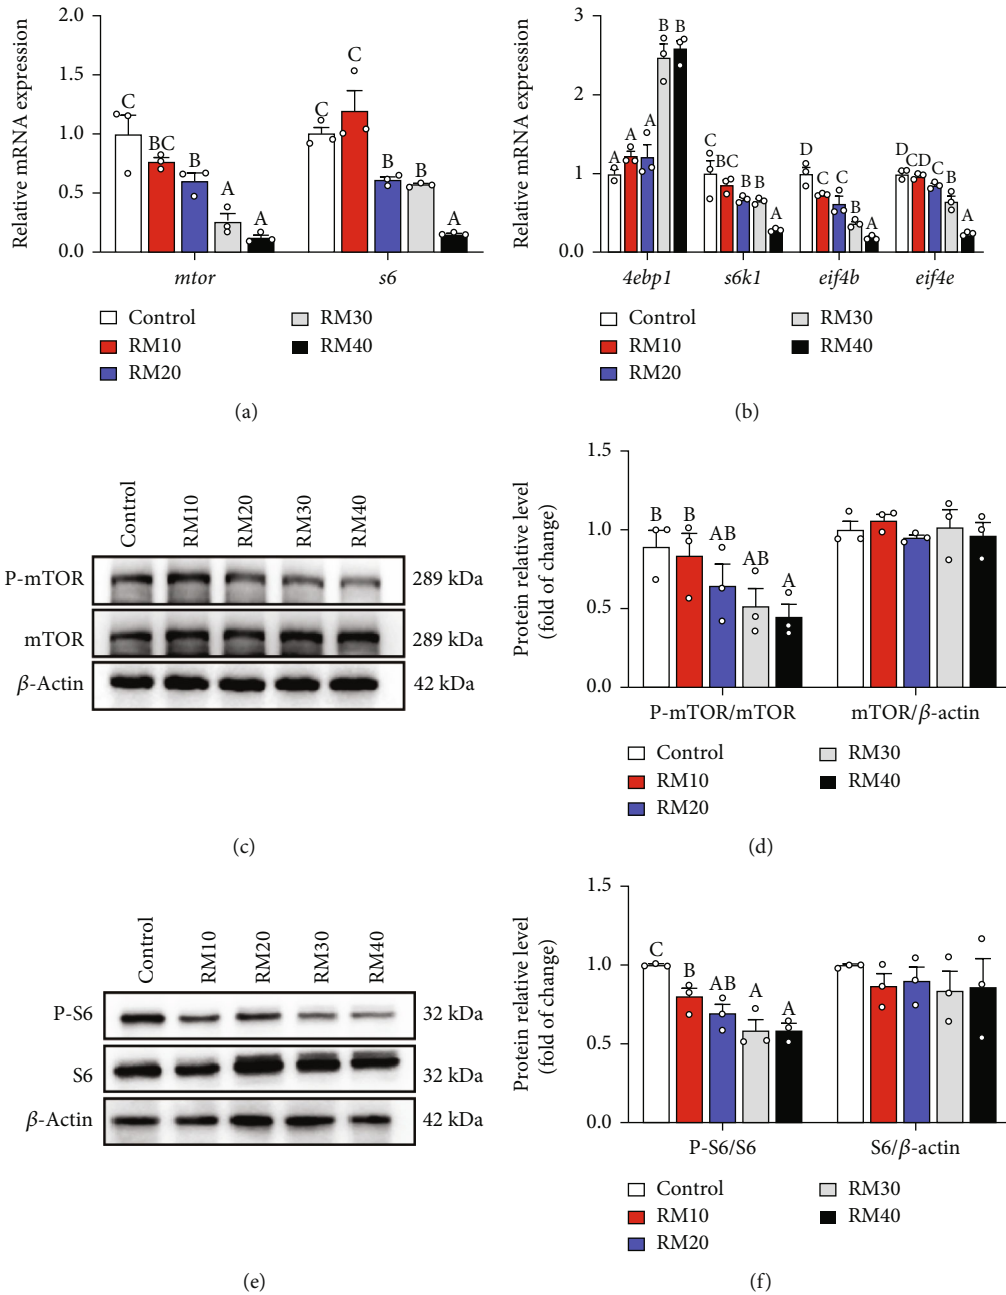 Relative mRNA expression
2.0
1.5
1.0
0.5
0.0
C
BC
B
A
A
C
C
B
B
A
mtor
s6
Control
RM10
RM20
RM30
RM40
(a)
Relative mRNA expression
3
2
1
0
A
A
A
B
B
C
BC
B
B
A
D
C
C
B
A
D
CD
C
B
A
4ebp1
s6k1
eif4b
eif4e
Control
RM10
RM20
RM30
RM40
(b)
Control
RM10
RM20
RM30
RM40
P-mTOR
289 kDa
mTOR
289 kDa
β-Actin
42 kDa
(c)
Protein relative level
(fold of change)
1.5
1.0
0.5
0.0
B
B
AB
AB
A
P-mTOR/mTOR
mTOR/β-actin
Control
RM10
RM20
RM30
RM40
(d)
Control
RM10
RM20
RM30
RM40
P-S6
32 kDa
S6
32 kDa
β-Actin
42 kDa
(e)
Protein relative level
(fold of change)
1.5
1.0
0.5
0.0
C
B
AB
A
A
P-S6/S6
S6/β-actin
Control
RM10
RM20
RM30
RM40
(f)